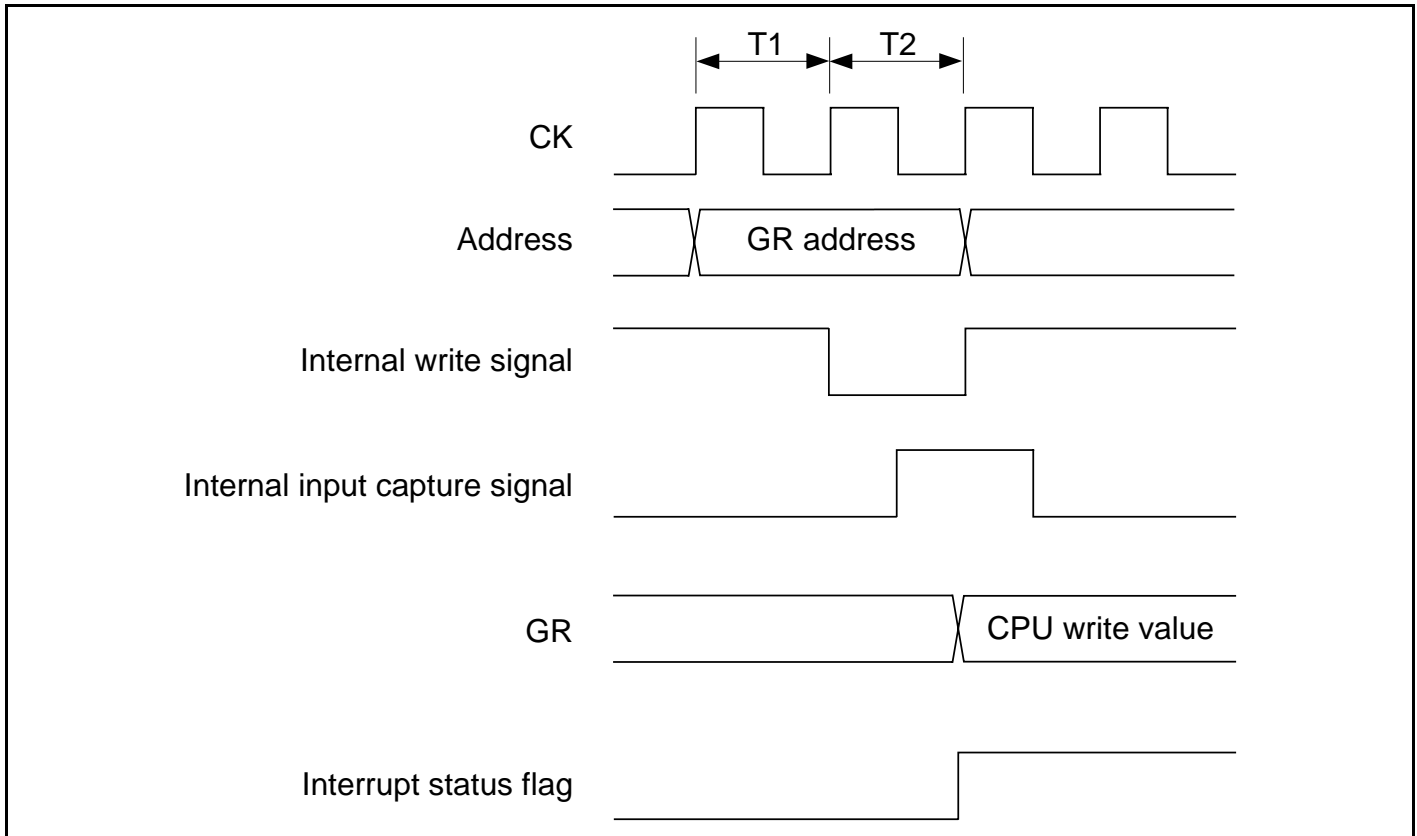 T1 T2
CK
Address GR address
Internal write signal
Internal input capture signal
GR CPU write value
Interrupt status flag